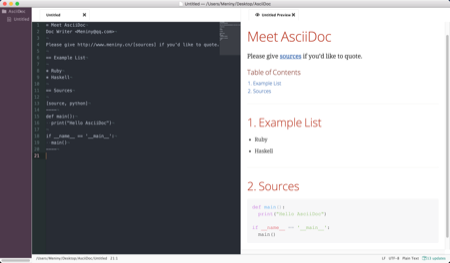 Untitled — /Users/Meniny/Desktop/AsciiDoc
AsciiDoc
Untitled
Untitled
Untitled Preview
1 = Meet AsciiDoc
2 Doc Writer <Meniny@qq.com>
3
4 Please give http://www.meniny.cn/[sources] if you'd like to quote.
5
6 == Example List
7
8 * Ruby
9 * Haskell
10
11 == Sources
12
13 [source, python]
14 ----
15 def main():
16 print("Hello AsciiDoc")
17
18 if __name__ == '__main__':
19 main()
20 ----
21
Meet AsciiDoc
Please give sources if you'd like to quote.
Table of Contents
1. Example List
2. Sources
1. Example List
Ruby
Haskell
2. Sources
def main():
print("Hello AsciiDoc")
if __name__ == '__main__':
main()
/Users/Meniny/Desktop/AsciiDoc/Untitled 21:1
LF UTF-8 Plain Text 13 updates